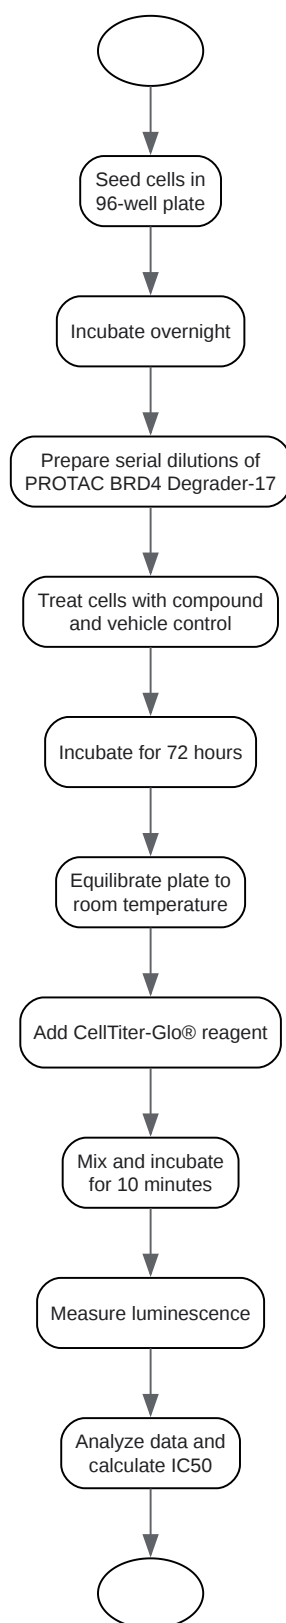 Seed cells in
96-well plate
Incubate overnight
Prepare serial dilutions of
PROTAC BRD4 Degrader-17
Treat cells with compound
and vehicle control
Incubate for 72 hours
Equilibrate plate to
room temperature
Add CellTiter-Glo® reagent
Mix and incubate
for 10 minutes
Measure luminescence
Analyze data and
calculate IC50